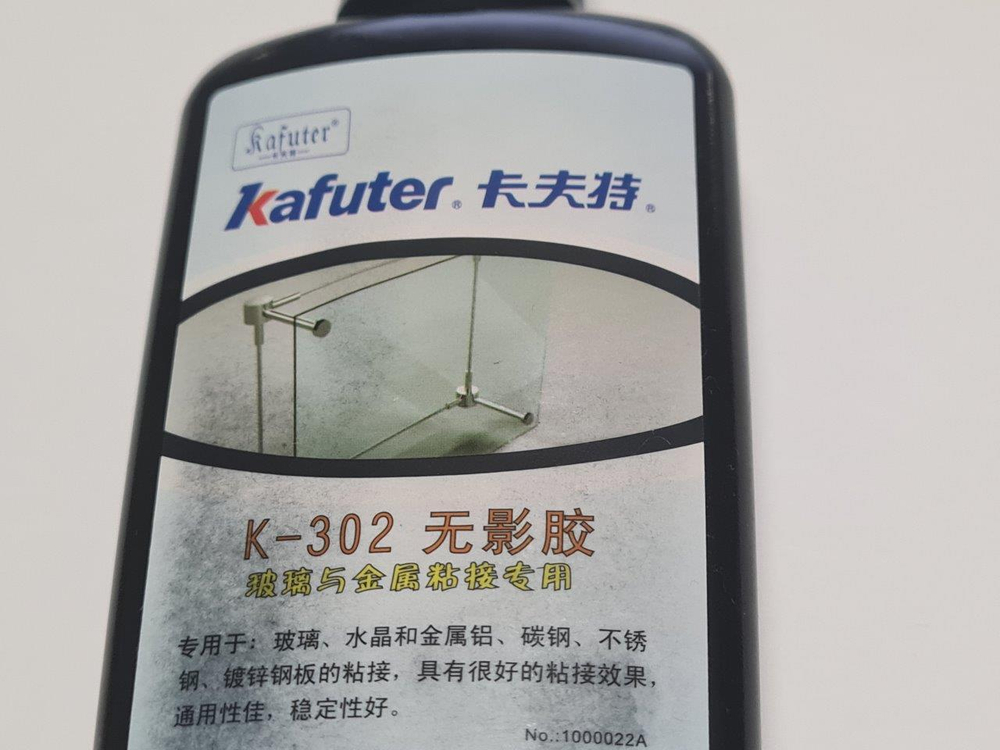 Kafuter®
卡夫特
Kafuter® 卡夫特®
K-302 无影胶
玻璃与金属粘接专用
专用于：玻璃、水晶和金属铝、碳钢、不锈
钢、镀锌钢板的粘接，具有很好的粘接效果，
通用性佳，稳定性好。
No.:1000022A